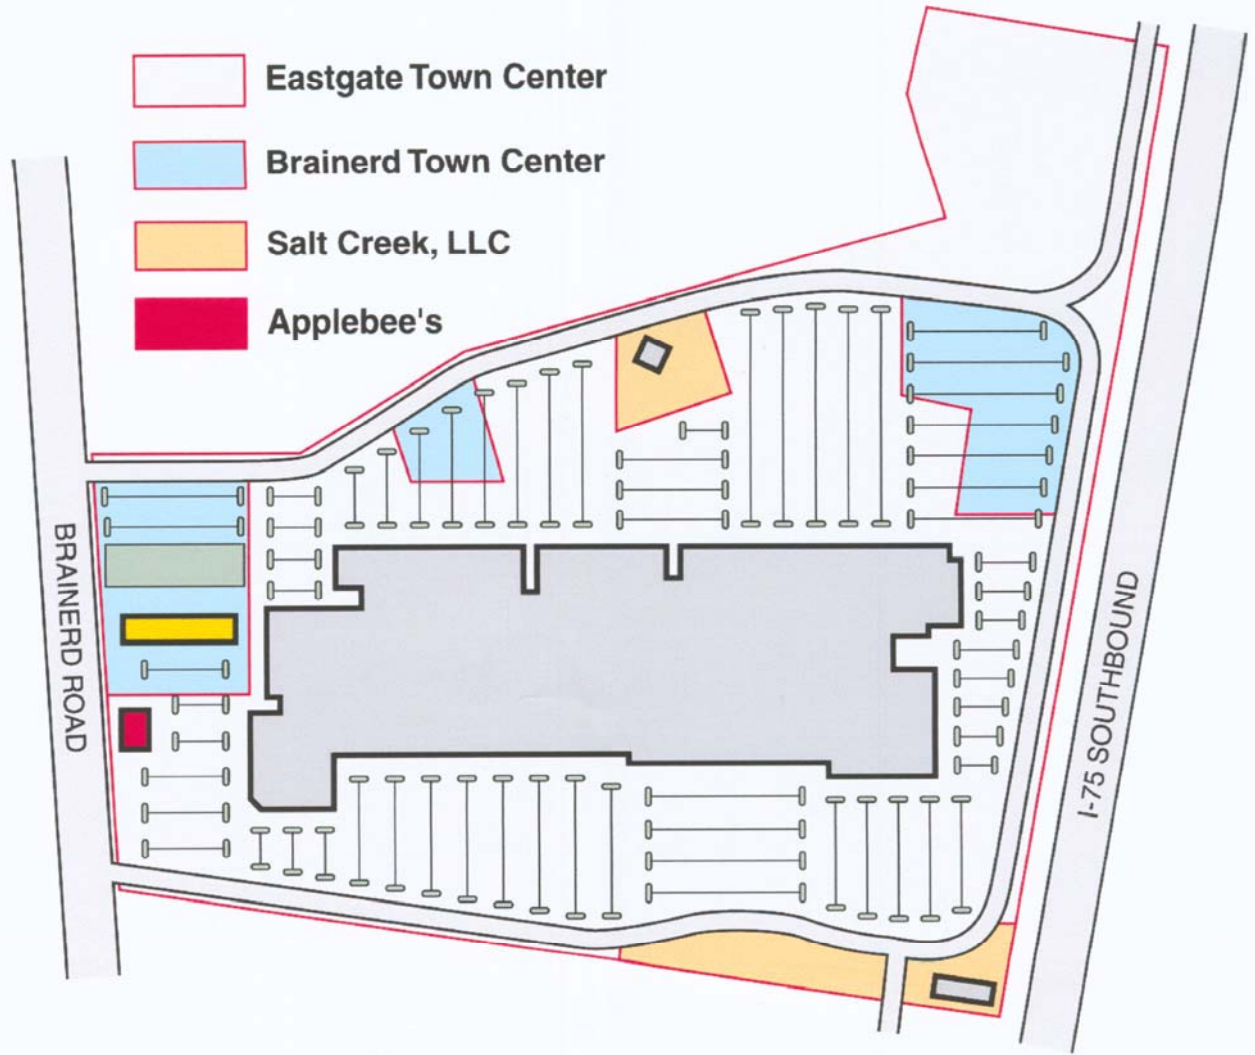 Eastgate Town Center
Brainerd Town Center
Salt Creek, LLC
Applebee's
BRAINERD ROAD
I-75 SOUTHBOUND